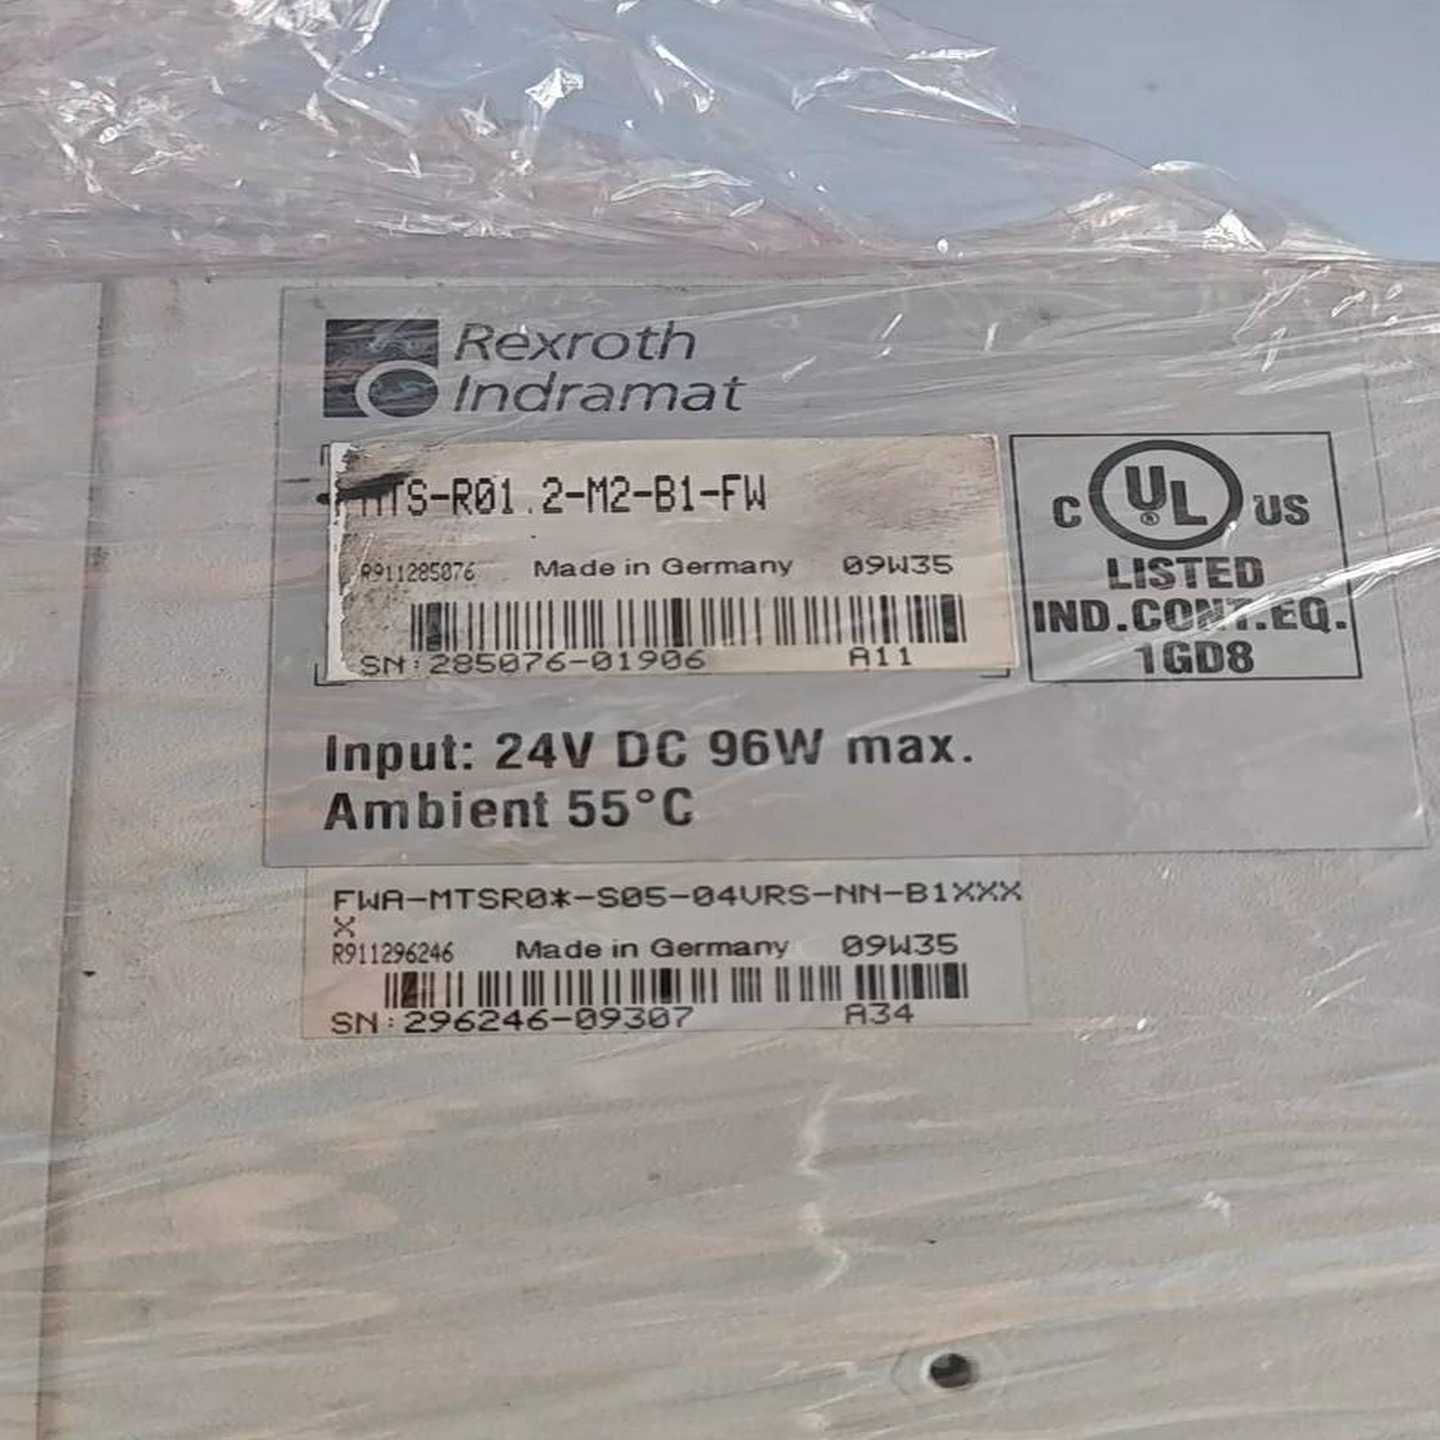 Rexroth
Indramat
MTS-R01.2-M2-B1-FW
R911285076 Made in Germany 09W35
SN:285076-01906 A11
C UL® US
LISTED
IND.CONT.EQ.
1GD8
Input: 24V DC 96W max.
Ambient 55°C
FWA-MTSR0*-S05-04VRS-NN-B1XXX
X
R911296246 Made in Germany 09W35
SN:296246-09307 A34